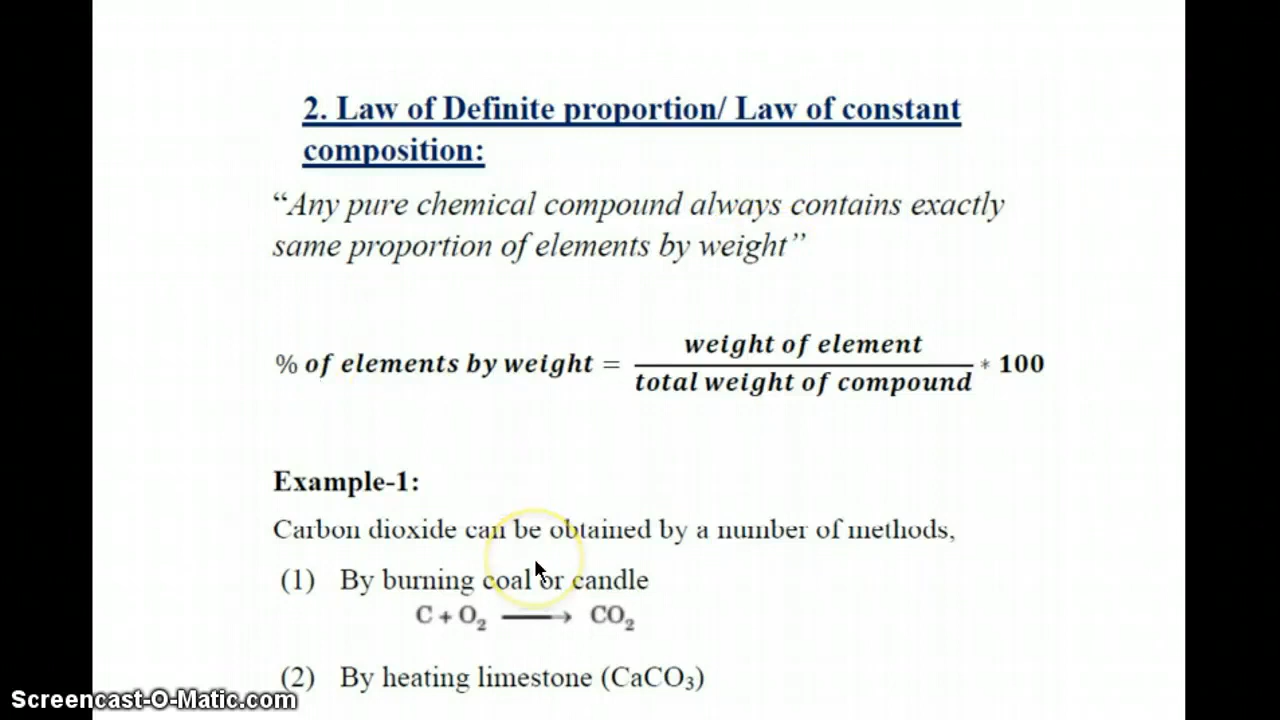 2. Law of Definite proportion/ Law of constant
composition:
“Any pure chemical compound always contains exactly
same proportion of elements by weight”
% of elements by weight = weight of element / total weight of compound * 100
Example-1:
Carbon dioxide can be obtained by a number of methods,
(1) By burning coal or candle
C + O₂ ⟶ CO₂
(2) By heating limestone (CaCO₃)
Screencast-O-Matic.com